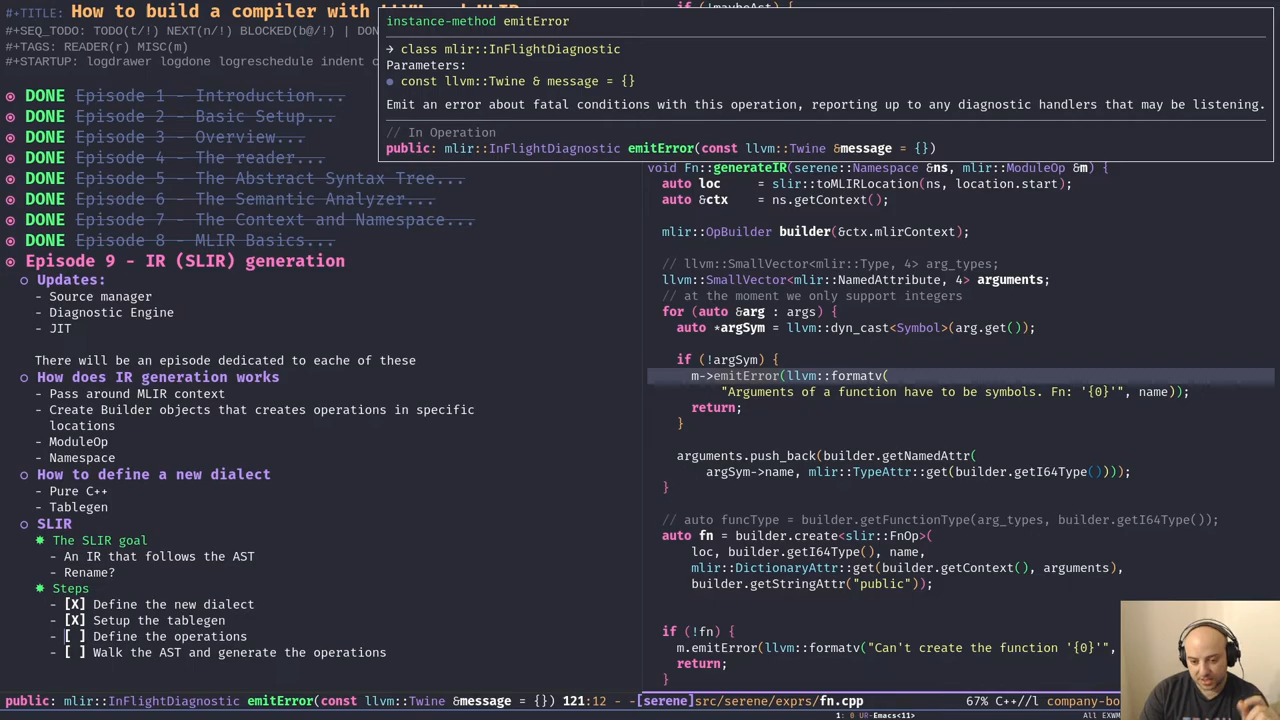 #+TITLE: How to build a compiler with
#+SEQ_TODO: TODO(t/!) NEXT(n/!) BLOCKED(b@/!) | DON
#+TAGS: READER(r) MISC(m)
#+STARTUP: logdrawer logdone logreschedule indent c
◉ DONE Episode 1 - Introduction...
◉ DONE Episode 2 - Basic Setup...
◉ DONE Episode 3 - Overview...
◉ DONE Episode 4 - The reader...
◉ DONE Episode 5 - The Abstract Syntax Tree...
◉ DONE Episode 6 - The Semantic Analyzer...
◉ DONE Episode 7 - The Context and Namespace...
◉ DONE Episode 8 - MLIR Basics...
◉ Episode 9 - IR (SLIR) generation
○ Updates:
- Source manager
- Diagnostic Engine
- JIT
There will be an episode dedicated to eache of these
○ How does IR generation works
- Pass around MLIR context
- Create Builder objects that creates operations in specific
locations
- ModuleOp
- Namespace
○ How to define a new dialect
- Pure C++
- Tablegen
○ SLIR
✸ The SLIR goal
- An IR that follows the AST
- Rename?
✸ Steps
- [X] Define the new dialect
- [X] Setup the tablegen
- [ ] Define the operations
- [ ] Walk the AST and generate the operations
instance-method emitError
→ class mlir::InFlightDiagnostic
Parameters:
● const llvm::Twine & message = {}
Emit an error about fatal conditions with this operation, reporting up to any diagnostic handlers that may be listening.
// In Operation
public: mlir::InFlightDiagnostic emitError(const llvm::Twine &message = {})
void Fn::generateIR(serene::Namespace &ns, mlir::ModuleOp &m) {
auto loc = slir::toMLIRLocation(ns, location.start);
auto &ctx = ns.getContext();
mlir::OpBuilder builder(&ctx.mlirContext);
// llvm::SmallVector<mlir::Type, 4> arg_types;
llvm::SmallVector<mlir::NamedAttribute, 4> arguments;
// at the moment we only support integers
for (auto &arg : args) {
auto *argSym = llvm::dyn_cast<Symbol>(arg.get());
if (!argSym) {
m->emitError(llvm::formatv(
"Arguments of a function have to be symbols. Fn: '{0}'", name));
return;
}
arguments.push_back(builder.getNamedAttr(
argSym->name, mlir::TypeAttr::get(builder.getI64Type())));
}
// auto funcType = builder.getFunctionType(arg_types, builder.getI64Type());
auto fn = builder.create<slir::FnOp>(
loc, builder.getI64Type(), name,
mlir::DictionaryAttr::get(builder.getContext(), arguments),
builder.getStringAttr("public"));
if (!fn) {
m.emitError(llvm::formatv("Can't create the function '{0}'",
return;
}
public: mlir::InFlightDiagnostic emitError(const llvm::Twine &message = {}) 121:12 - -[serene]src/serene/exprs/fn.cpp 67% C++//l company-bo
1: 0 UR-Emacs<11> All EXWM